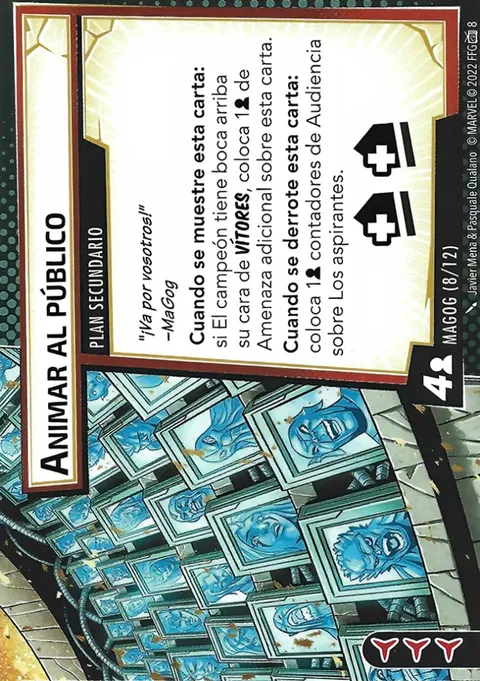 ANIMAR AL PÚBLICO
PLAN SECUNDARIO
"¡Va por vosotros!"
–MaGog
Cuando se muestre esta carta:
si El campeón tiene boca arriba
su cara de VÍTORES, coloca 1 de
Amenaza adicional sobre esta carta.
Cuando se derrote esta carta:
coloca 1 contadores de Audiencia
sobre Los aspirantes.
4
MAGOG (8/12)
Javier Mena & Pasquale Qualano © MARVEL © 2022 FFG 8